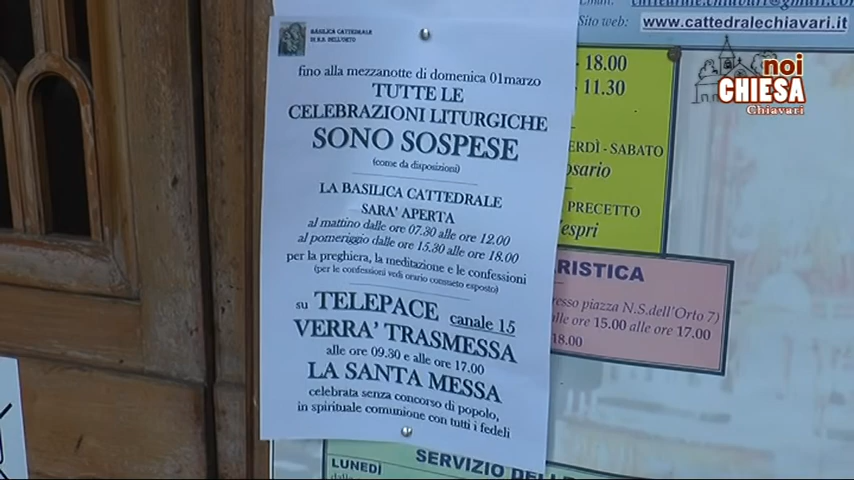 BASILICA CATTEDRALE
DI N.S. DELL'ORTO
fino alla mezzanotte di domenica 01marzo
TUTTE LE
CELEBRAZIONI LITURGICHE
SONO SOSPESE
(come da disposizioni)
LA BASILICA CATTEDRALE
SARA' APERTA
al mattino dalle ore 07.30 alle ore 12.00
al pomeriggio dalle ore 15.30 alle ore 18.00
per la preghiera, la meditazione e le confessioni
(per le confessioni vedi orario consueto esposto)
su TELEPACE canale 15
VERRA' TRASMESSA
alle ore 09.30 e alle ore 17.00
LA SANTA MESSA
celebrata senza concorso di popolo,
in spirituale comunione con tutti i fedeli
Sito web: www.cattedralechiavari.it
- 18.00
- 11.30
ERDÌ - SABATO
osario
PRECETTO
espri
ARISTICA
resso piazza N.S.dell'Orto 7)
alle ore 15.00 alle ore 17.00
18.00
SERVIZIO
LUNEDÌ
noi
CHIESA
Chiavari